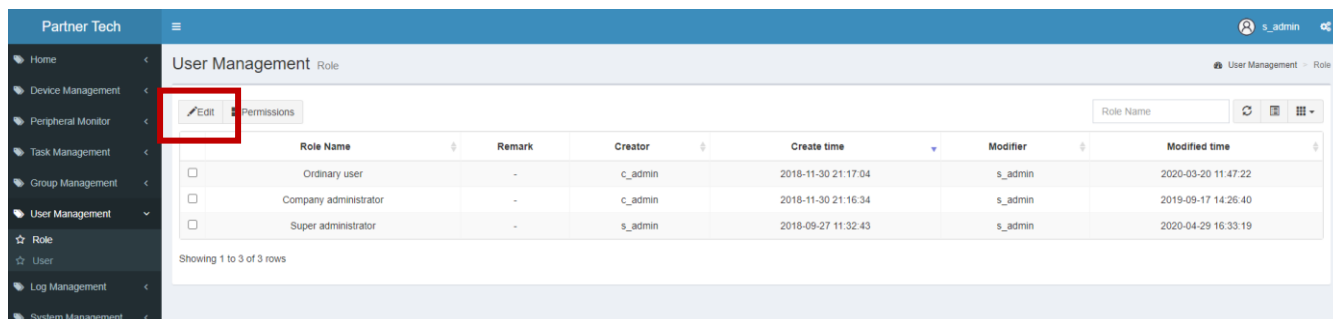 Partner Tech
s_admin
Home
User Management Role
User Management > Role
Device Management
Edit Permissions
Role Name
Peripheral Monitor
Role Name Remark Creator Create time Modifier Modified time
Task Management
Ordinary user - c_admin 2018-11-30 21:17:04 s_admin 2020-03-20 11:47:22
Group Management
Company administrator - c_admin 2018-11-30 21:16:34 s_admin 2019-09-17 14:26:40
User Management
Super administrator - s_admin 2018-09-27 11:32:43 s_admin 2020-04-29 16:33:19
Role
User
Showing 1 to 3 of 3 rows
Log Management
System Management